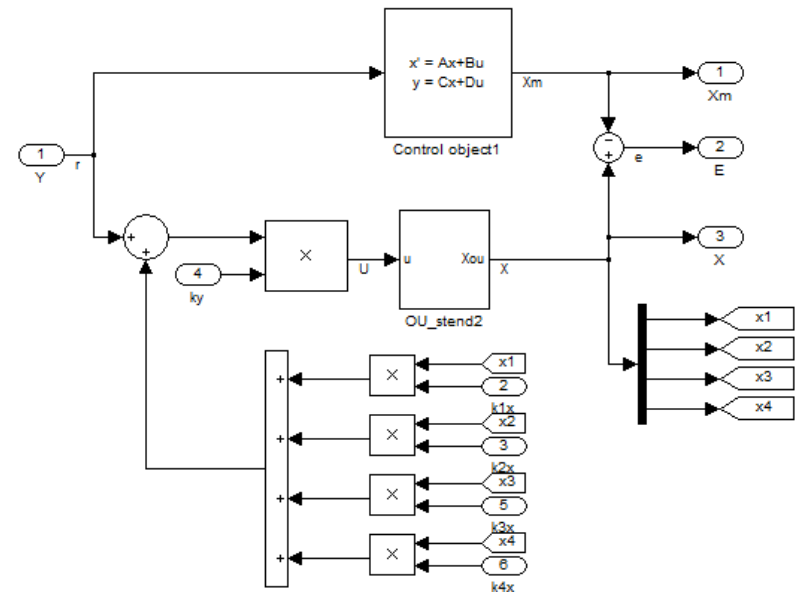 x' = Ax+Bu
y = Cx+Du
Control object1
Xm
1
Xm
1
Y
r
−
+
e
2
E
+
+
4
ky
×
U
u
Xou
OU_stend2
X
3
X
x1
x2
x3
x4
+
×
x1
2
k1x
+
×
x2
3
k2x
+
×
x3
5
k3x
+
×
x4
6
k4x